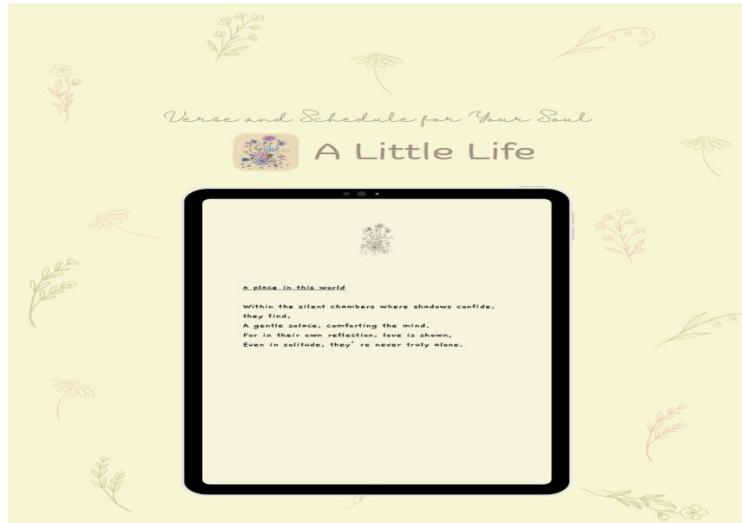 Verse and Schedule for Your Soul
A Little Life
a place in this world
Within the silent chambers where shadows confide,
they find,
A gentle solace, comforting the mind.
For in their own reflection, love is shown,
Even in solitude, they' re never truly alone.